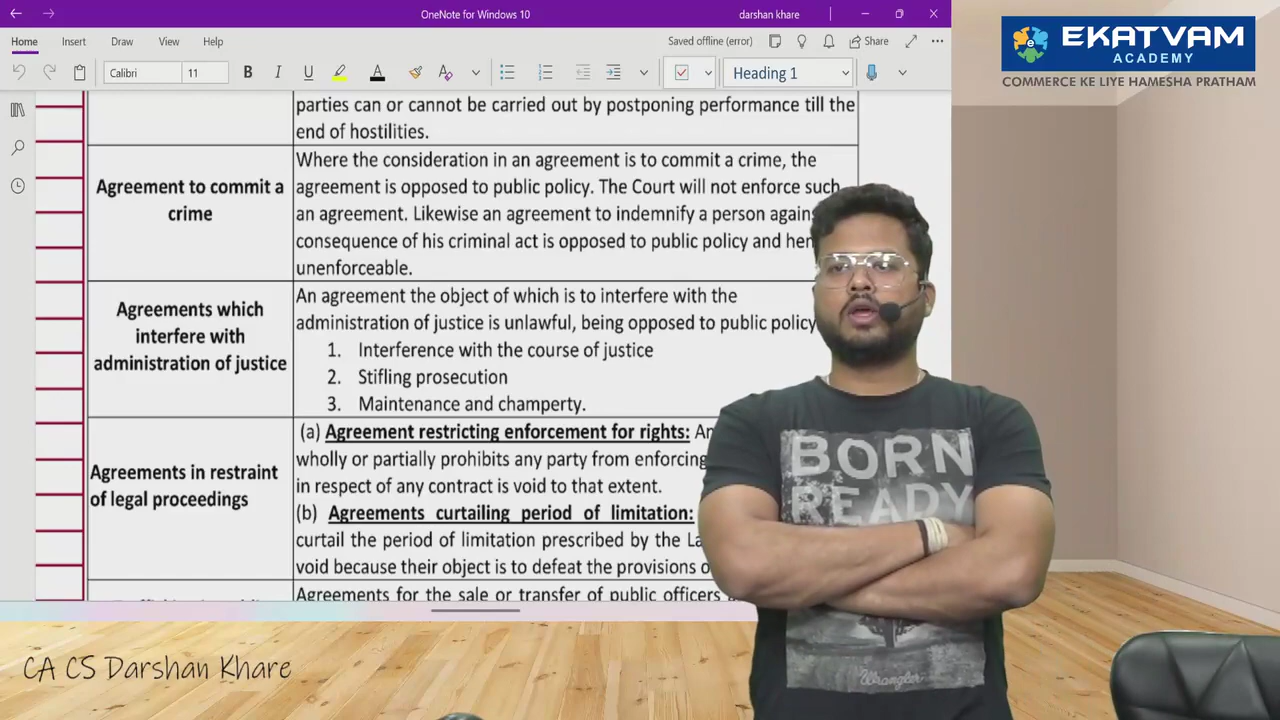 OneNote for Windows 10
darshan khare
Home
Insert
Draw
View
Help
Saved offline (error)
Share
Calibri
11
B
I
U
A
A
Heading 1
EKATVAM
ACADEMY
COMMERCE KE LIYE HAMESHA PRATHAM
parties can or cannot be carried out by postponing performance till the
end of hostilities.
Agreement to commit a
crime
Where the consideration in an agreement is to commit a crime, the
agreement is opposed to public policy. The Court will not enforce such
an agreement. Likewise an agreement to indemnify a person
consequence of his criminal act is opposed to public policy and
unenforceable.
Agreements which
interfere with
administration of justice
An agreement the object of which is to interfere with the
administration of justice is unlawful, being opposed to public policy
1. Interference with the course of justice
2. Stifling prosecution
3. Maintenance and champerty.
Agreements in restraint
of legal proceedings
(a) Agreement restricting enforcement for rights:
wholly or partially prohibits any party from enforcing
in respect of any contract is void to that extent.
(b) Agreements curtailing period of limitation:
curtail the period of limitation prescribed by the
void because their object is to defeat the provisions
Agreements for the sale or transfer of public officers
BORN
READY
Wrangler
CA CS Darshan Khare